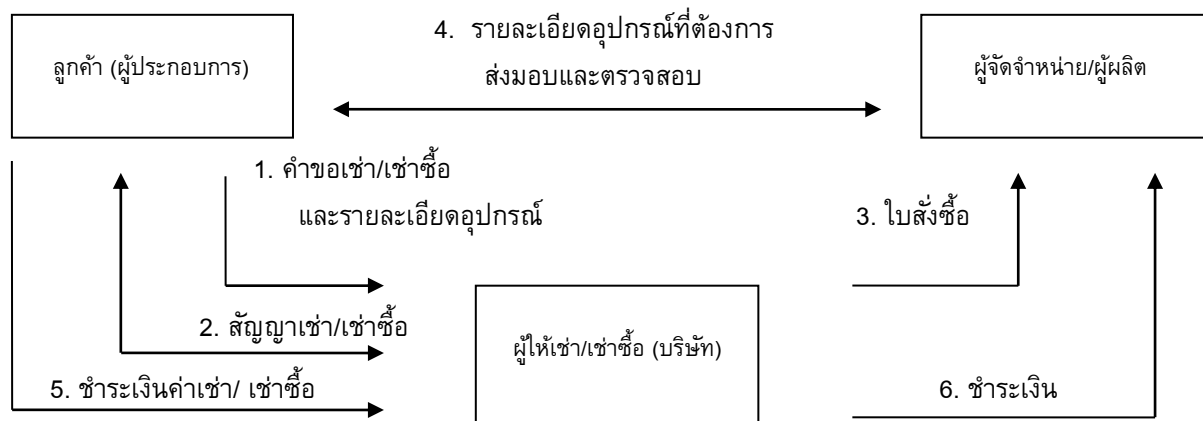 4. รายละเอียดอุปกรณ์ที่ต้องการ
ส่งมอบและตรวจสอบ
ลูกค้า (ผู้ประกอบการ)
ผู้จัดจำหน่าย/ผู้ผลิต
1. คำขอเช่า/เช่าซื้อ
และรายละเอียดอุปกรณ์
3. ใบสั่งซื้อ
2. สัญญาเช่า/เช่าซื้อ
ผู้ให้เช่า/เช่าซื้อ (บริษัท)
5. ชำระเงินค่าเช่า/ เช่าซื้อ
6. ชำระเงิน